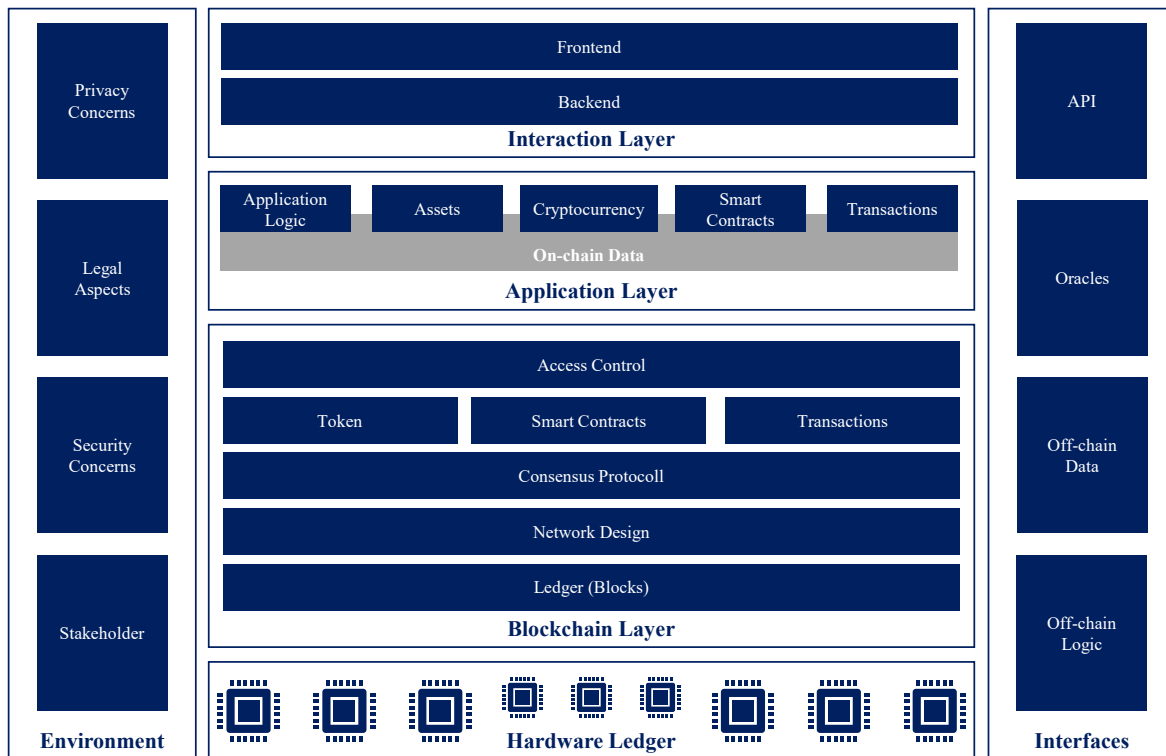 Privacy
Concerns
Legal
Aspects
Security
Concerns
Stakeholder
Environment
Frontend
Backend
Interaction Layer
Application
Logic
Assets
Cryptocurrency
Smart
Contracts
Transactions
On-chain Data
Application Layer
Access Control
Token
Smart Contracts
Transactions
Consensus Protocoll
Network Design
Ledger (Blocks)
Blockchain Layer
Hardware Ledger
API
Oracles
Off-chain
Data
Off-chain
Logic
Interfaces